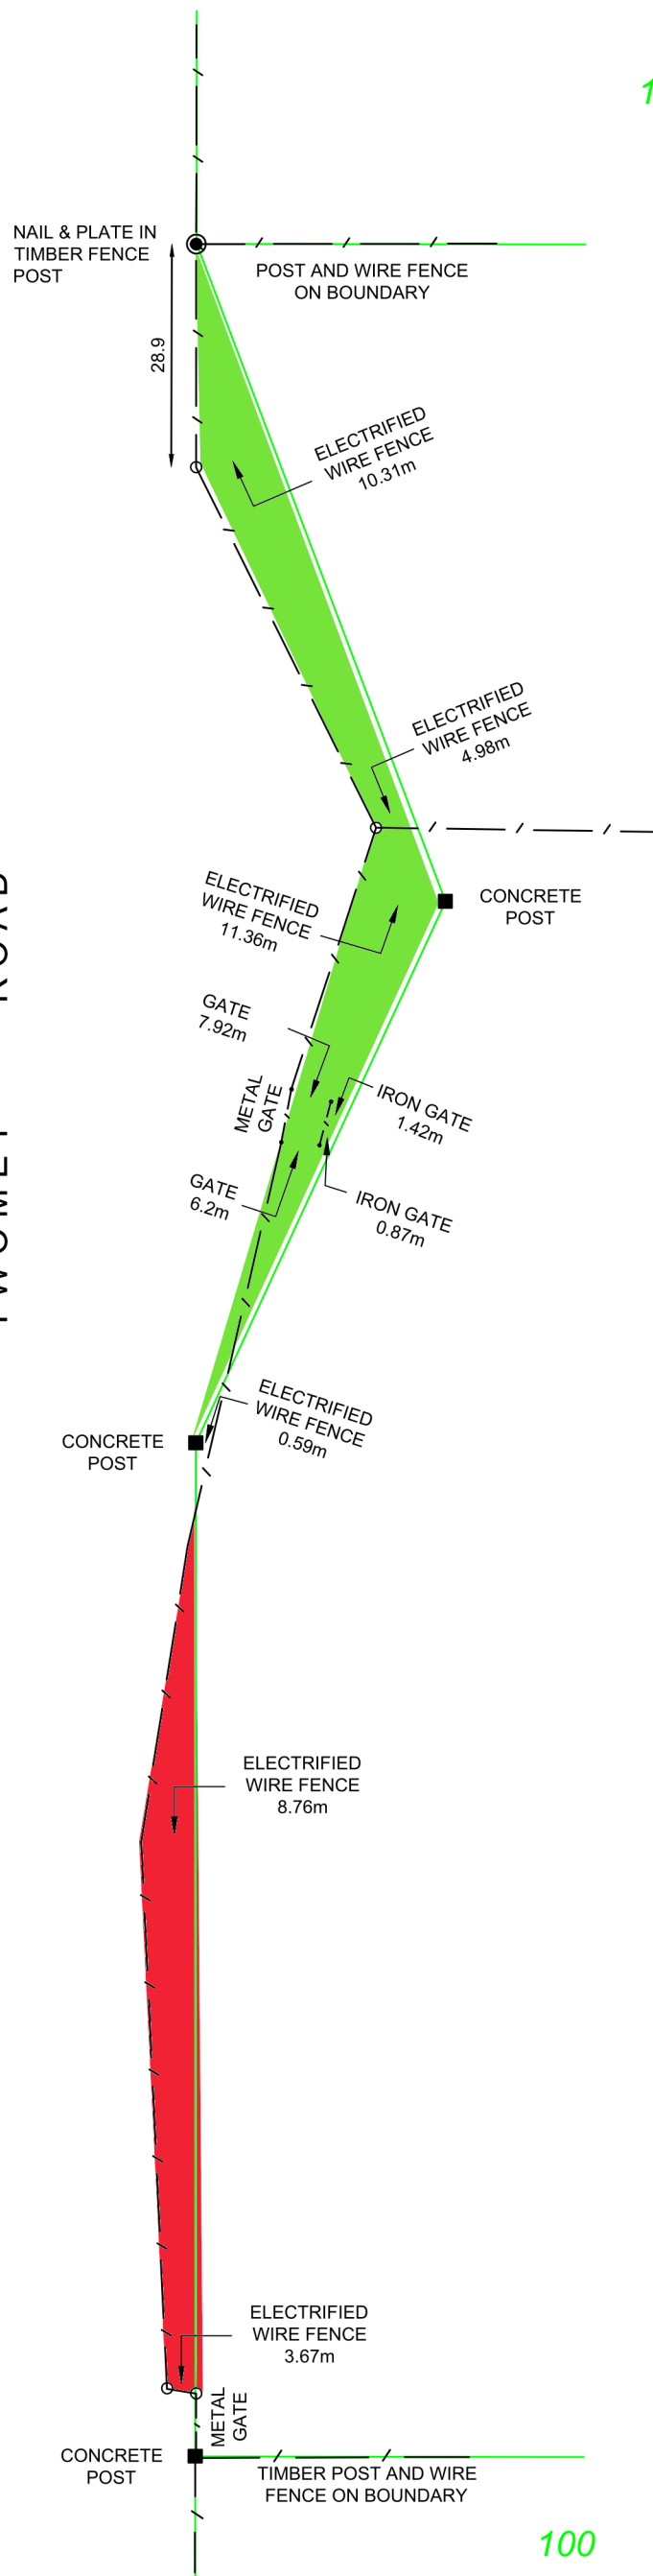 1
NAIL & PLATE IN
TIMBER FENCE
POST
POST AND WIRE FENCE
ON BOUNDARY
28.9
ELECTRIFIED
WIRE FENCE
10.31m
ELECTRIFIED
WIRE FENCE
4.98m
CONCRETE
POST
ELECTRIFIED
WIRE FENCE
11.36m
GATE
7.92m
METAL
GATE
IRON GATE
1.42m
GATE
6.2m
IRON GATE
0.87m
ELECTRIFIED
WIRE FENCE
0.59m
CONCRETE
POST
ELECTRIFIED
WIRE FENCE
8.76m
ELECTRIFIED
WIRE FENCE
3.67m
METAL
GATE
CONCRETE
POST
TIMBER POST AND WIRE
FENCE ON BOUNDARY
100